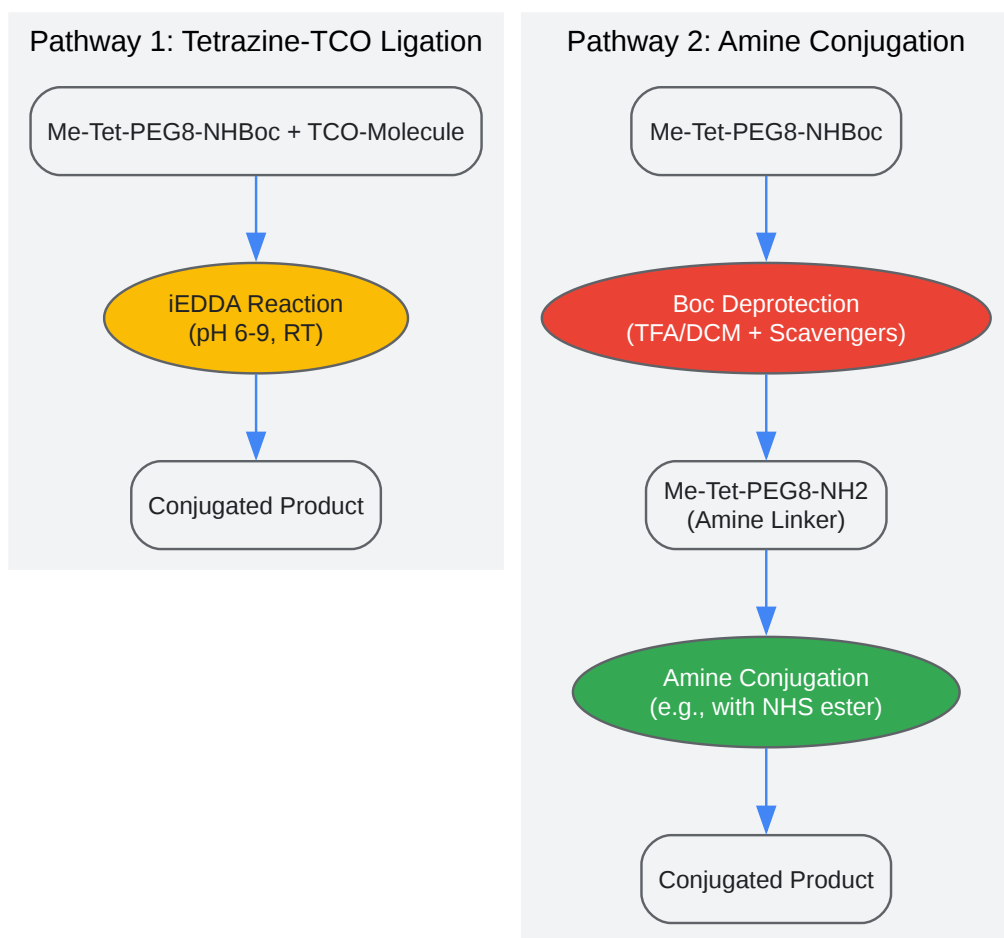 Pathway 1: Tetrazine-TCO Ligation
Me-Tet-PEG8-NHBoc + TCO-Molecule
iEDDA Reaction
(pH 6-9, RT)
Conjugated Product
Pathway 2: Amine Conjugation
Me-Tet-PEG8-NHBoc
Boc Deprotection
(TFA/DCM + Scavengers)
Me-Tet-PEG8-NH2
(Amine Linker)
Amine Conjugation
(e.g., with NHS ester)
Conjugated Product